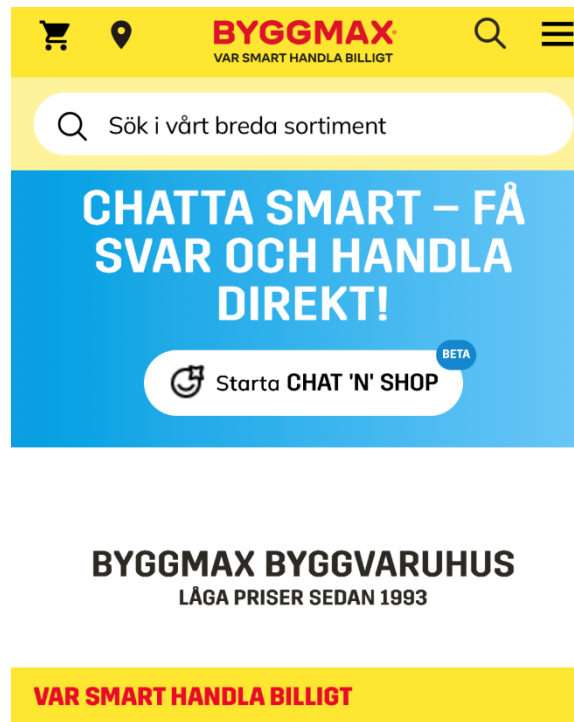 BYGGMAX
VAR SMART HANDLA BILLIGT
Sök i vårt breda sortiment
CHATTA SMART – FÅ
SVAR OCH HANDLA
DIREKT!
BETA
Starta CHAT 'N' SHOP
BYGGMAX BYGGVARUHUS
LÅGA PRISER SEDAN 1993
VAR SMART HANDLA BILLIGT